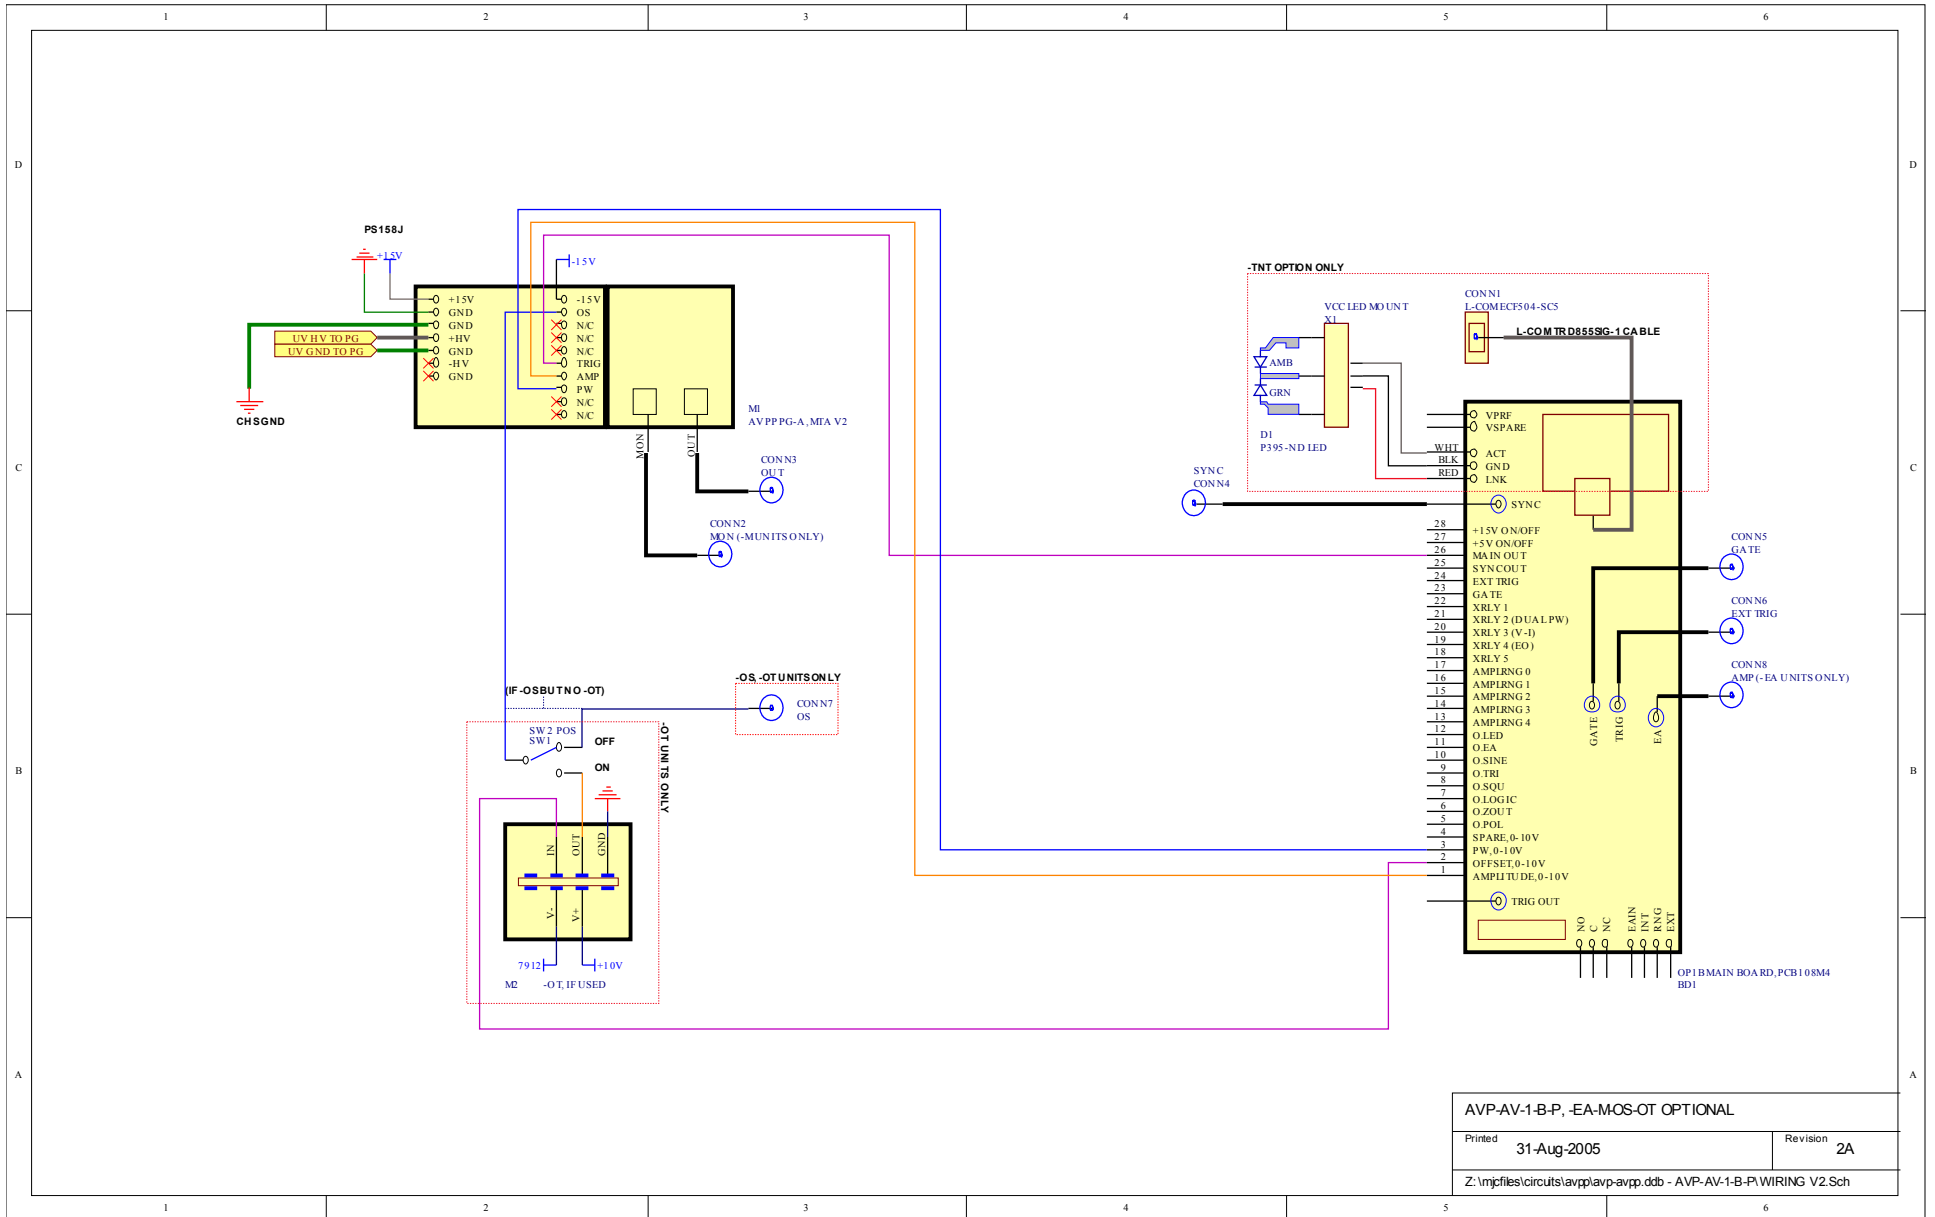 1 2 3 4 5 6
D D
C C
B B
A A
1 2 3 4 5 6
PS158J
+15V
-15V
+15V
GND
GND
+HV
GND
-HV
GND
UV HV TO PG
UV GND TO PG
CHSGND
-15V
OS
N/C
N/C
N/C
TRIG
AMP
PW
N/C
N/C
MON
OUT
M1
AVPPPG-A, MTA V2
CONN3
OUT
CONN2
MON (-M UNITS ONLY)
-OS, -OT UNITS ONLY
CONN7
OS
(IF -OS BUT NO -OT)
SW 2 POS
SW1
OFF
ON
-OT UNITS ONLY
IN
OUT
GND
V-
V+
7912
+10V
M2
-OT, IF USED
-TNT OPTION ONLY
VCC LED MOUNT
X1
AMB
GRN
D1
P395-ND LED
CONN1
L-COM ECF504-SC5
L-COM TRD855SIG-1 CABLE
SYNC
CONN4
VPRF
VSPARE
WHT ACT
BLK GND
RED LNK
SYNC
28 +15V ON/OFF
27 +5V ON/OFF
26 MAIN OUT
25 SYNC OUT
24 EXT TRIG
23 GATE
22 XRLY 1
21 XRLY 2 (DUAL PW)
20 XRLY 3 (V-I)
19 XRLY 4 (EO)
18 XRLY 5
17 AMPLRNG 0
16 AMPLRNG 1
15 AMPLRNG 2
14 AMPLRNG 3
13 AMPLRNG 4
12 O.LED
11 O.EA
10 O.SINE
9 O.TRI
8 O.SQU
7 O.LOGIC
6 O.ZOUT
5 O.POL
4 SPARE, 0-10V
3 PW, 0-10V
2 OFFSET, 0-10V
1 AMPLITUDE, 0-10V
TRIG OUT
GATE
TRIG
EA
NO
C
NC
EAIN
INT
RNG
EXT
CONN5
GATE
CONN6
EXT TRIG
CONN8
AMP (-EA UNITS ONLY)
OP1B MAIN BOARD, PCB108M4
BD1
AVP-AV-1-B-P, -EA-M-OS-OT OPTIONAL
Printed 31-Aug-2005
Revision 2A
Z:\mjcfiles\circuits\avpp\avp-avpp.ddb - AVP-AV-1-B-P\WIRING V2.Sch